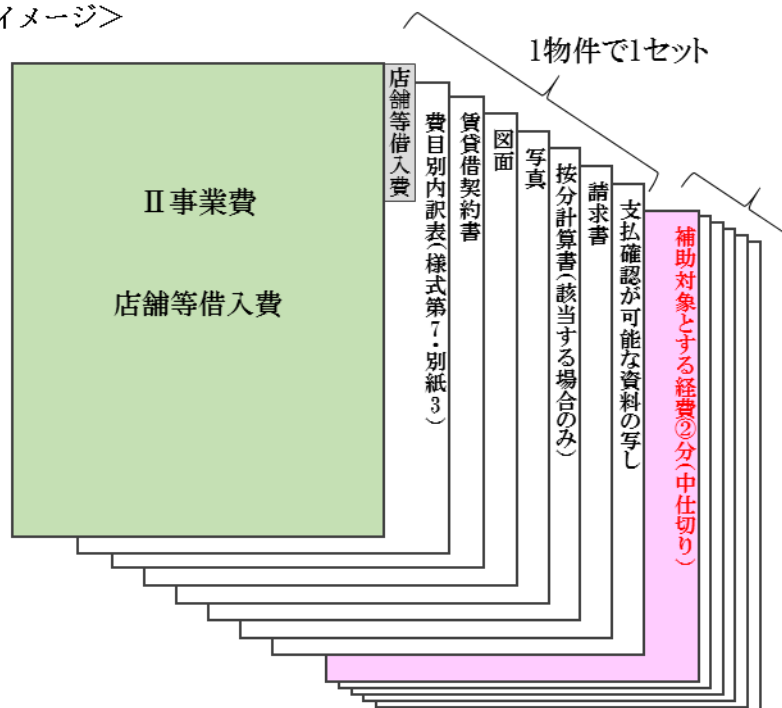 イメージ＞
1物件で1セット
Ⅱ事業費
店舗等借入費
店舗等借入費
費目別内訳表(様式第7・別紙3)
賃貸借契約書
図面
写真
按分計算書(該当する場合のみ)
請求書
支払確認が可能な資料の写し
補助対象とする経費②分(中仕切り)